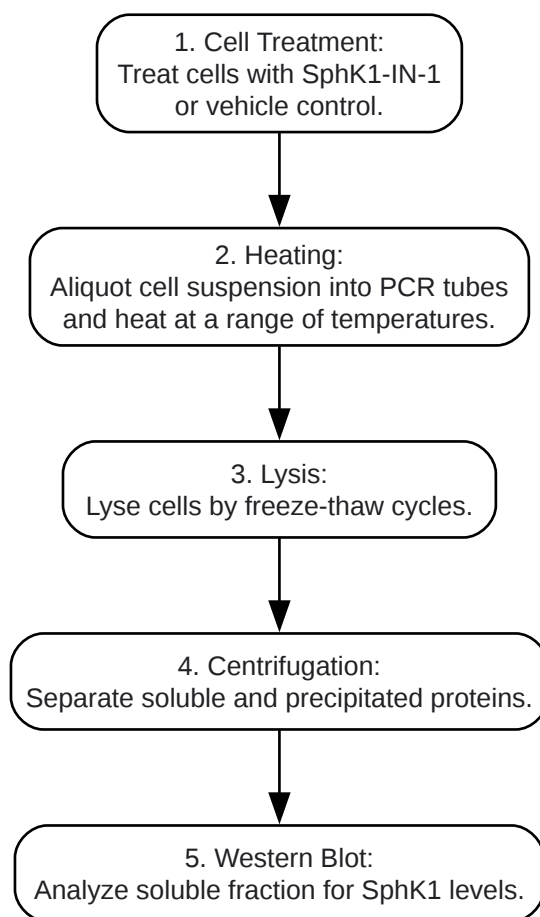 1. Cell Treatment:
Treat cells with SphK1-IN-1
or vehicle control.
2. Heating:
Aliquot cell suspension into PCR tubes
and heat at a range of temperatures.
3. Lysis:
Lyse cells by freeze-thaw cycles.
4. Centrifugation:
Separate soluble and precipitated proteins.
5. Western Blot:
Analyze soluble fraction for SphK1 levels.